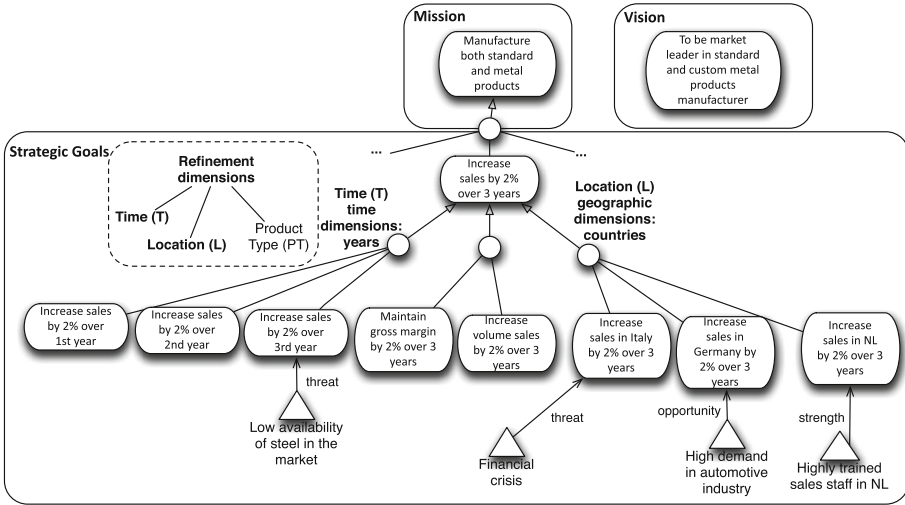 Mission
Manufacture
both standard
and metal
products
Vision
To be market
leader in standard
and custom metal
products
manufacturer
Strategic Goals
Refinement
dimensions
Time (T)
Location (L)
Product
Type (PT)
...
...
Increase
sales by 2%
over 3 years
Time (T)
time
dimensions:
years
Location (L)
geographic
dimensions:
countries
Increase sales
by 2% over
1st year
Increase sales
by 2% over
2nd year
Increase sales
by 2% over
3rd year
Maintain
gross margin
by 2% over 3
years
Increase
volume sales
by 2% over 3
years
Increase
sales in Italy
by 2% over 3
years
Increase
sales in
Germany by
2% over 3
years
Increase
sales in NL
by 2% over 3
years
threat
Low availability
of steel in the
market
threat
Financial
crisis
opportunity
High demand
in automotive
industry
strength
Highly trained
sales staff in NL